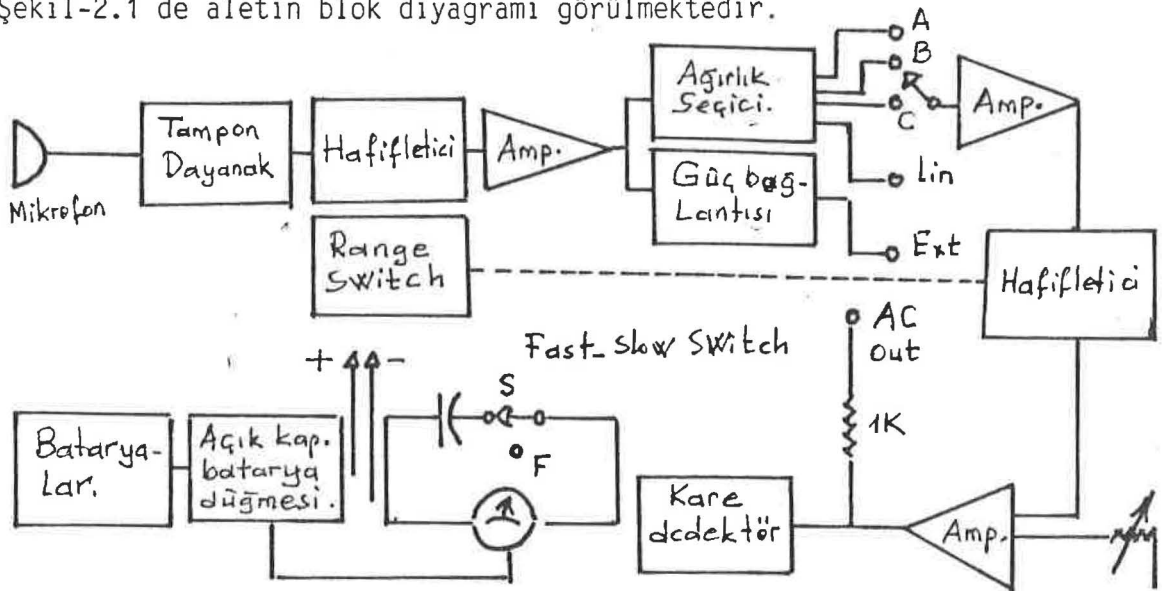 Şekil-2.1 de aletin blok diyagramı görülmektedir.
A
B
C
Lin
Ext
Mikrofon
Tampon
Dayanak
Hafifletici
Amp.
Ağırlık
Seçici.
Güç bağ-
Lantısı
Amp.
Range
Switch
Hafifletici
Fast-Slow Switch
AC
Out
1K
+ -
S
F
Batarya-
Lar.
Açık kap.
batarya
düğmesi.
Kare
dedektör
Amp.